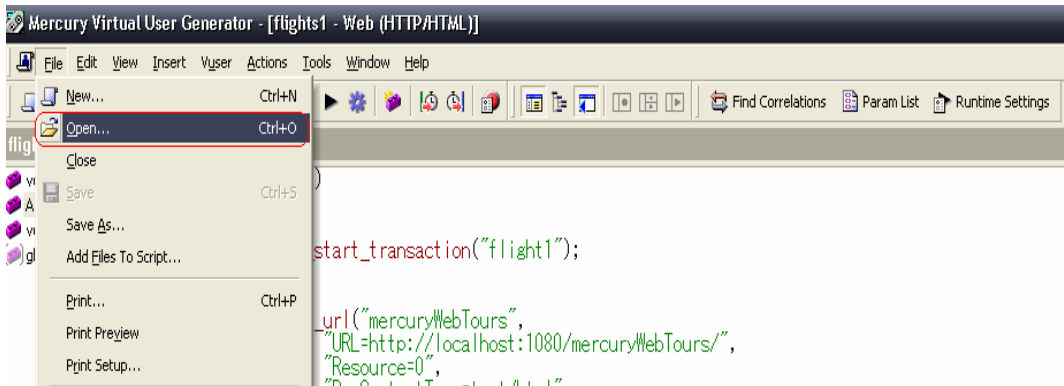 Mercury Virtual User Generator - [flights1 - Web (HTTP/HTML)]
File Edit View Insert Vuser Actions Tools Window Help
Find Correlations Param List Runtime Settings
New... Ctrl+N
Open... Ctrl+O
Close
Save Ctrl+S
Save As...
Add Files To Script...
Print... Ctrl+P
Print Preview
Print Setup...
)
start_transaction("flight1");
_url("mercuryWebTours",
"URL=http://localhost:1080/mercuryWebTours/",
"Resource=0",